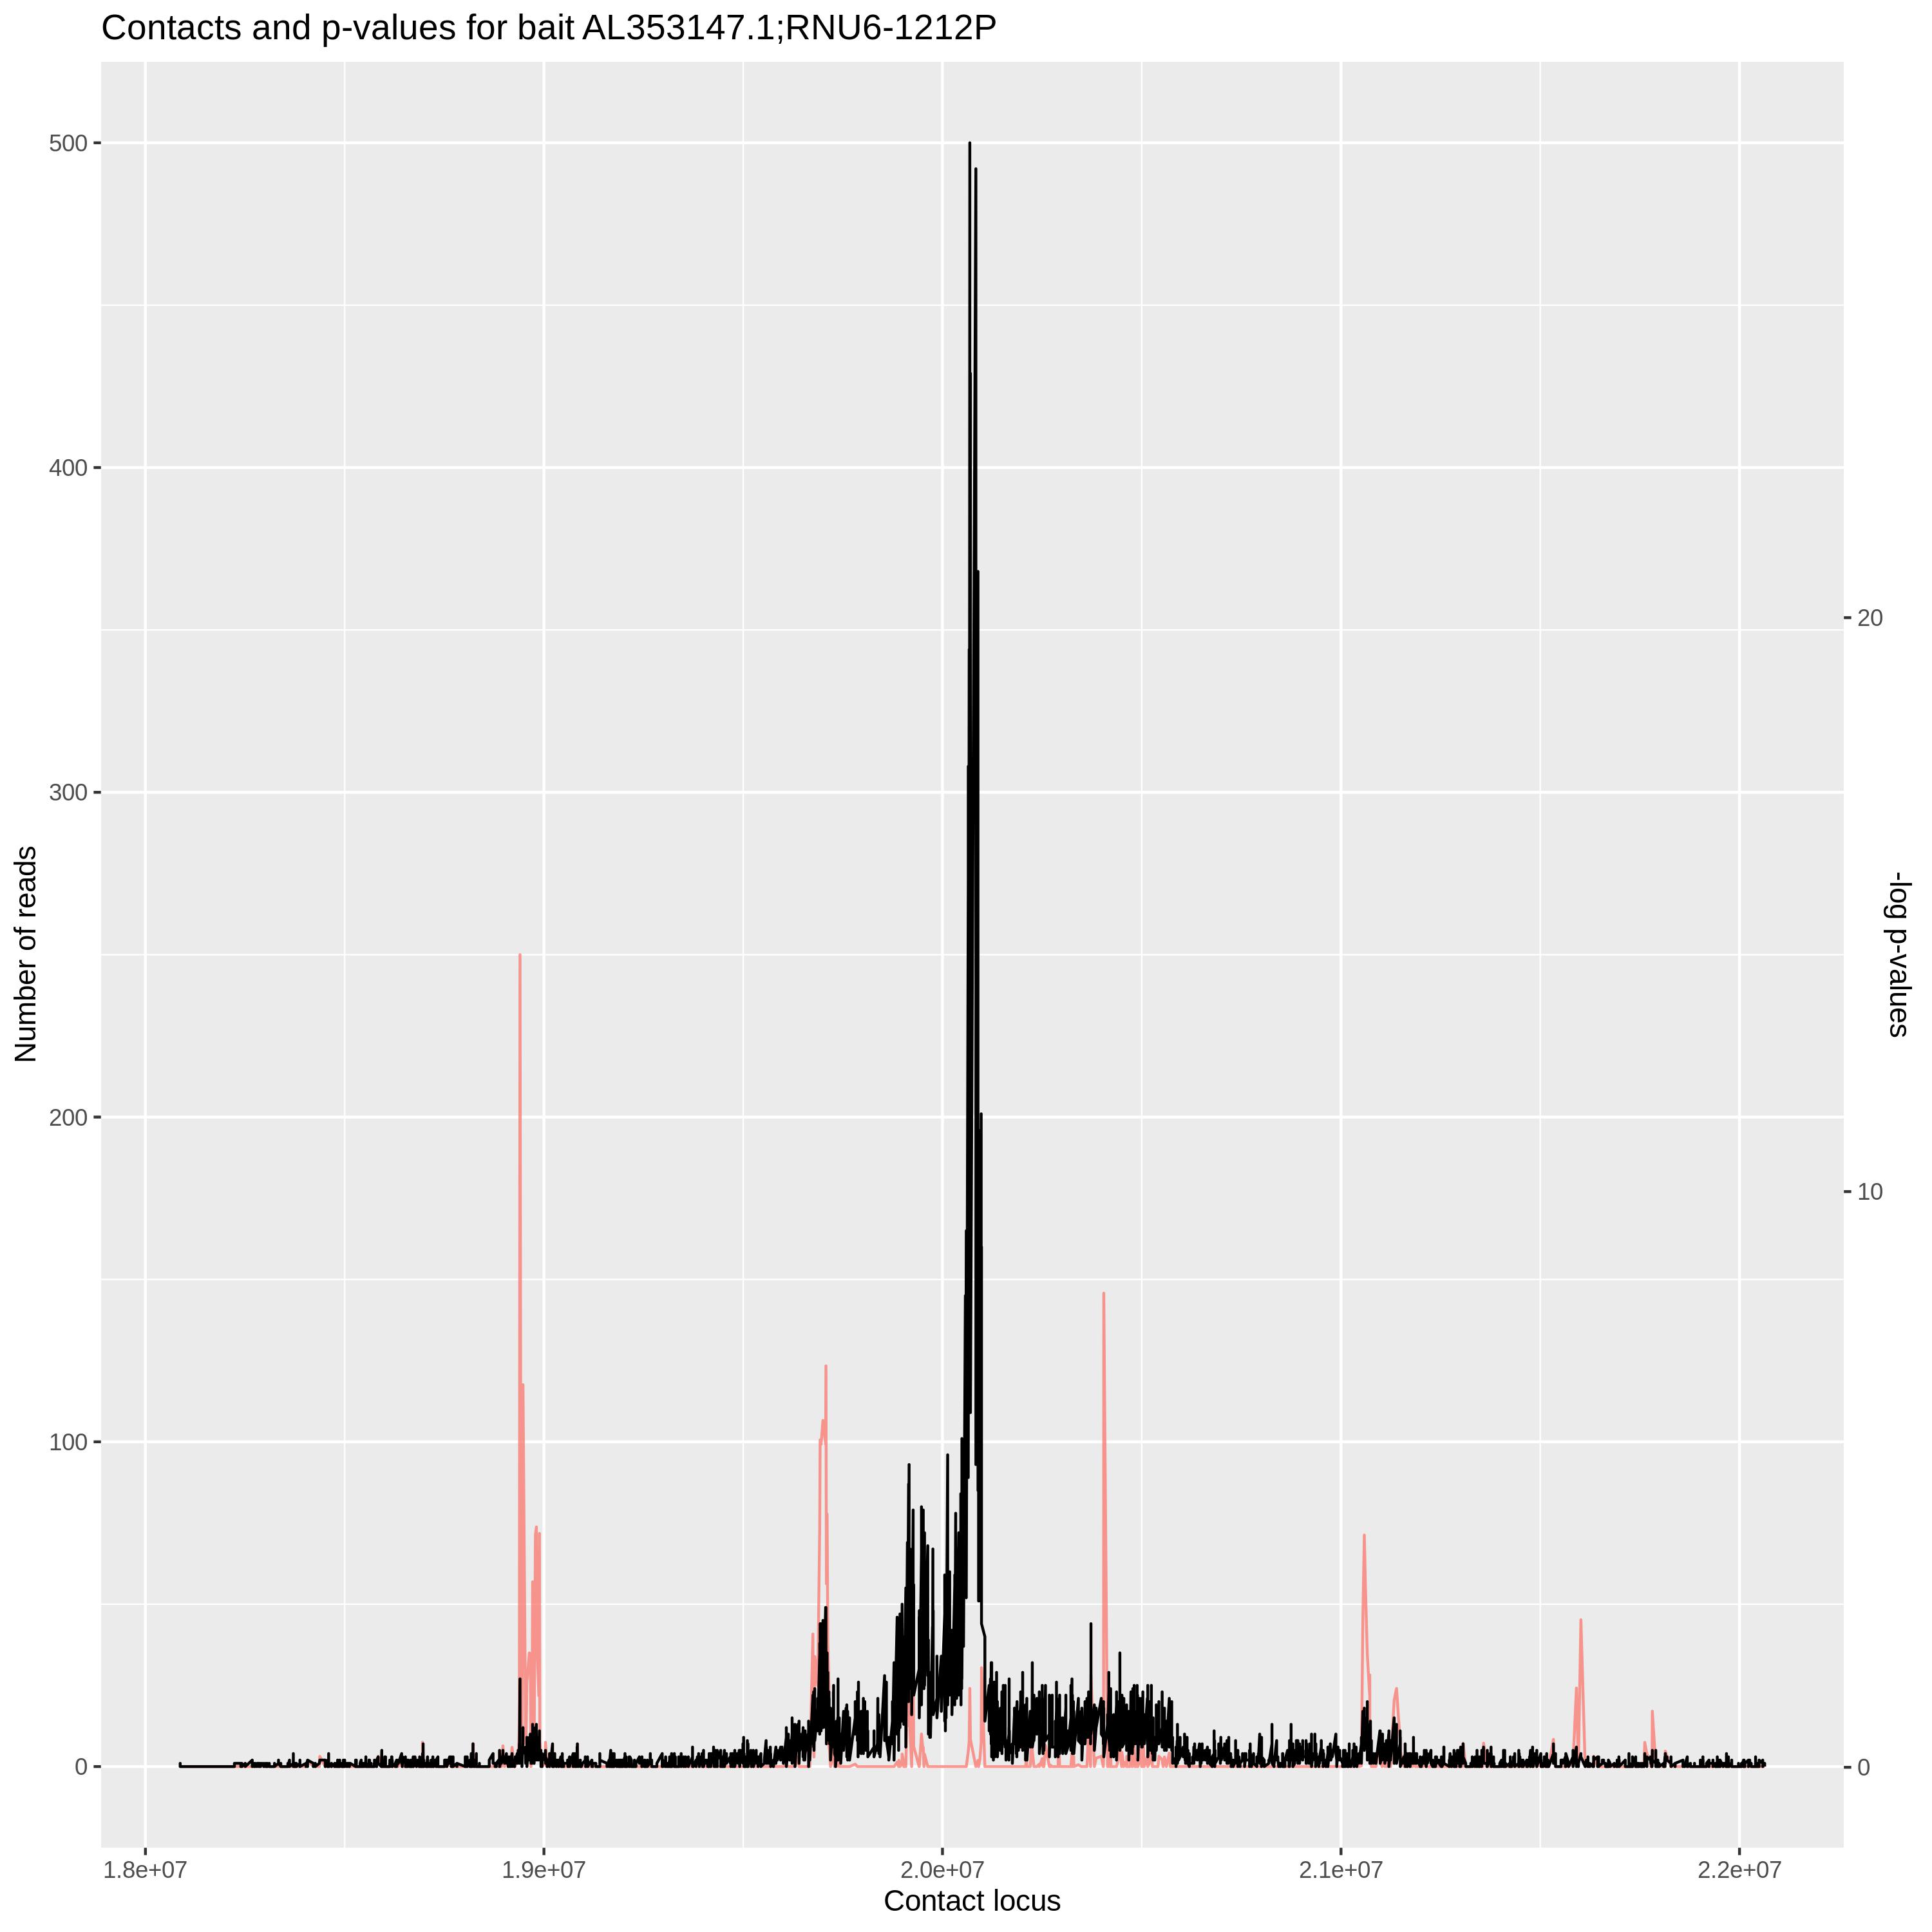 Contacts and p-values for bait AL353147.1;RNU6-1212P
500
400
300
200
100
0
Number of reads
20
10
0
-log p-values
1.8e+07
1.9e+07
2.0e+07
2.1e+07
2.2e+07
Contact locus